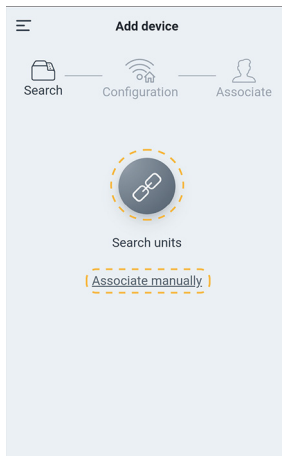 Add device
Search
Configuration
Associate
Search units
Associate manually